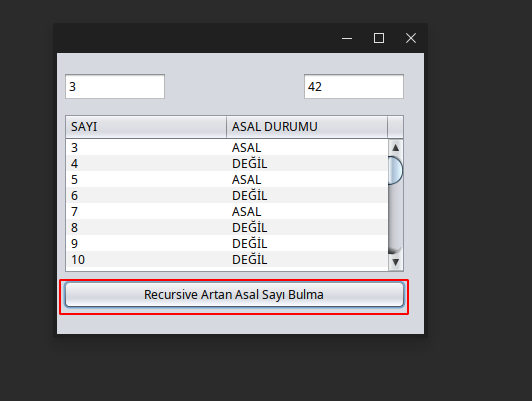 3 42
SAYI ASAL DURUMU
3 ASAL
4 DEĞİL
5 ASAL
6 DEĞİL
7 ASAL
8 DEĞİL
9 DEĞİL
10 DEĞİL
Recursive Artan Asal Sayı Bulma